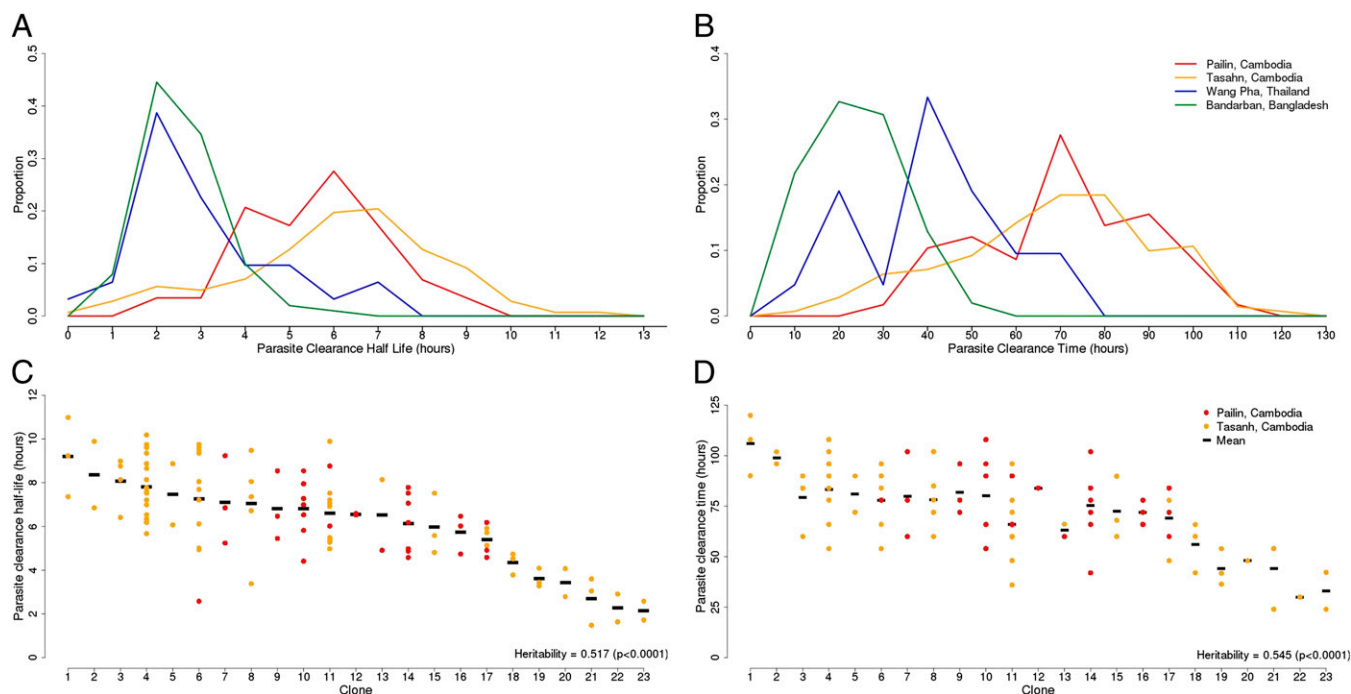 A
B
0.5
0.4
0.3
0.2
0.1
0.0
Proportion
0 1 2 3 4 5 6 7 8 9 10 11 12 13
Parasite Clearance Half Life (hours)
0.4
0.3
0.2
0.1
0.0
Proportion
Pailin, Cambodia
Tasahn, Cambodia
Wang Pha, Thailand
Bandarban, Bangladesh
0 10 20 30 40 50 60 70 80 90 100 110 120 130
Parasite Clearance Time (hours)
C
D
12
10
8
6
4
2
0
Parasite clearance half-life (hours)
Heritability = 0.517 (p<0.0001)
1 2 3 4 5 6 7 8 9 10 11 12 13 14 15 16 17 18 19 20 21 22 23
Clone
125
100
75
50
25
0
Parasite clearance time (hours)
Pailin, Cambodia
Tasanh, Cambodia
Mean
Heritability = 0.545 (p<0.0001)
1 2 3 4 5 6 7 8 9 10 11 12 13 14 15 16 17 18 19 20 21 22 23
Clone